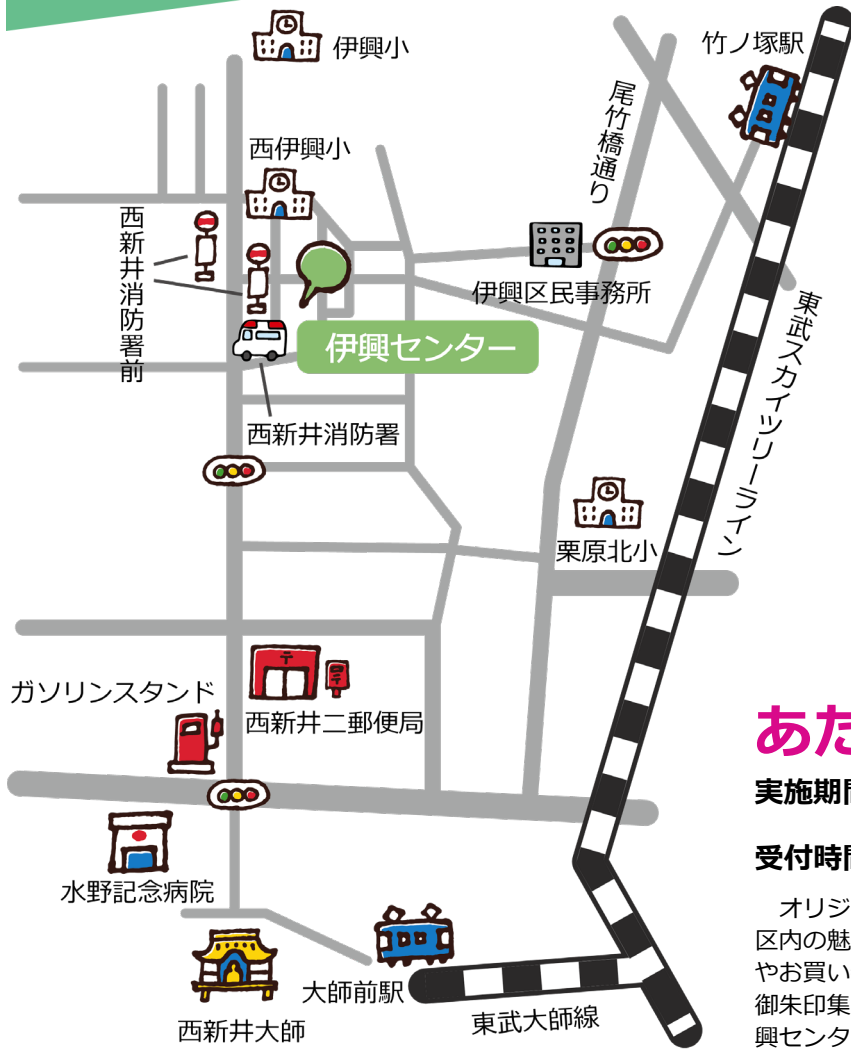 伊興小
竹ノ塚駅
尾竹橋通り
西伊興小
西新井消防署前
伊興区民事務所
伊興センター
東武スカイツリーライン
西新井消防署
栗原北小
ガソリンスタンド
西新井二郵便局
水野記念病院
大師前駅
西新井大師
東武大師線
あた
実施期間
受付時間
オリジ
区内の魅
やお買い
御朱印集
興センタ